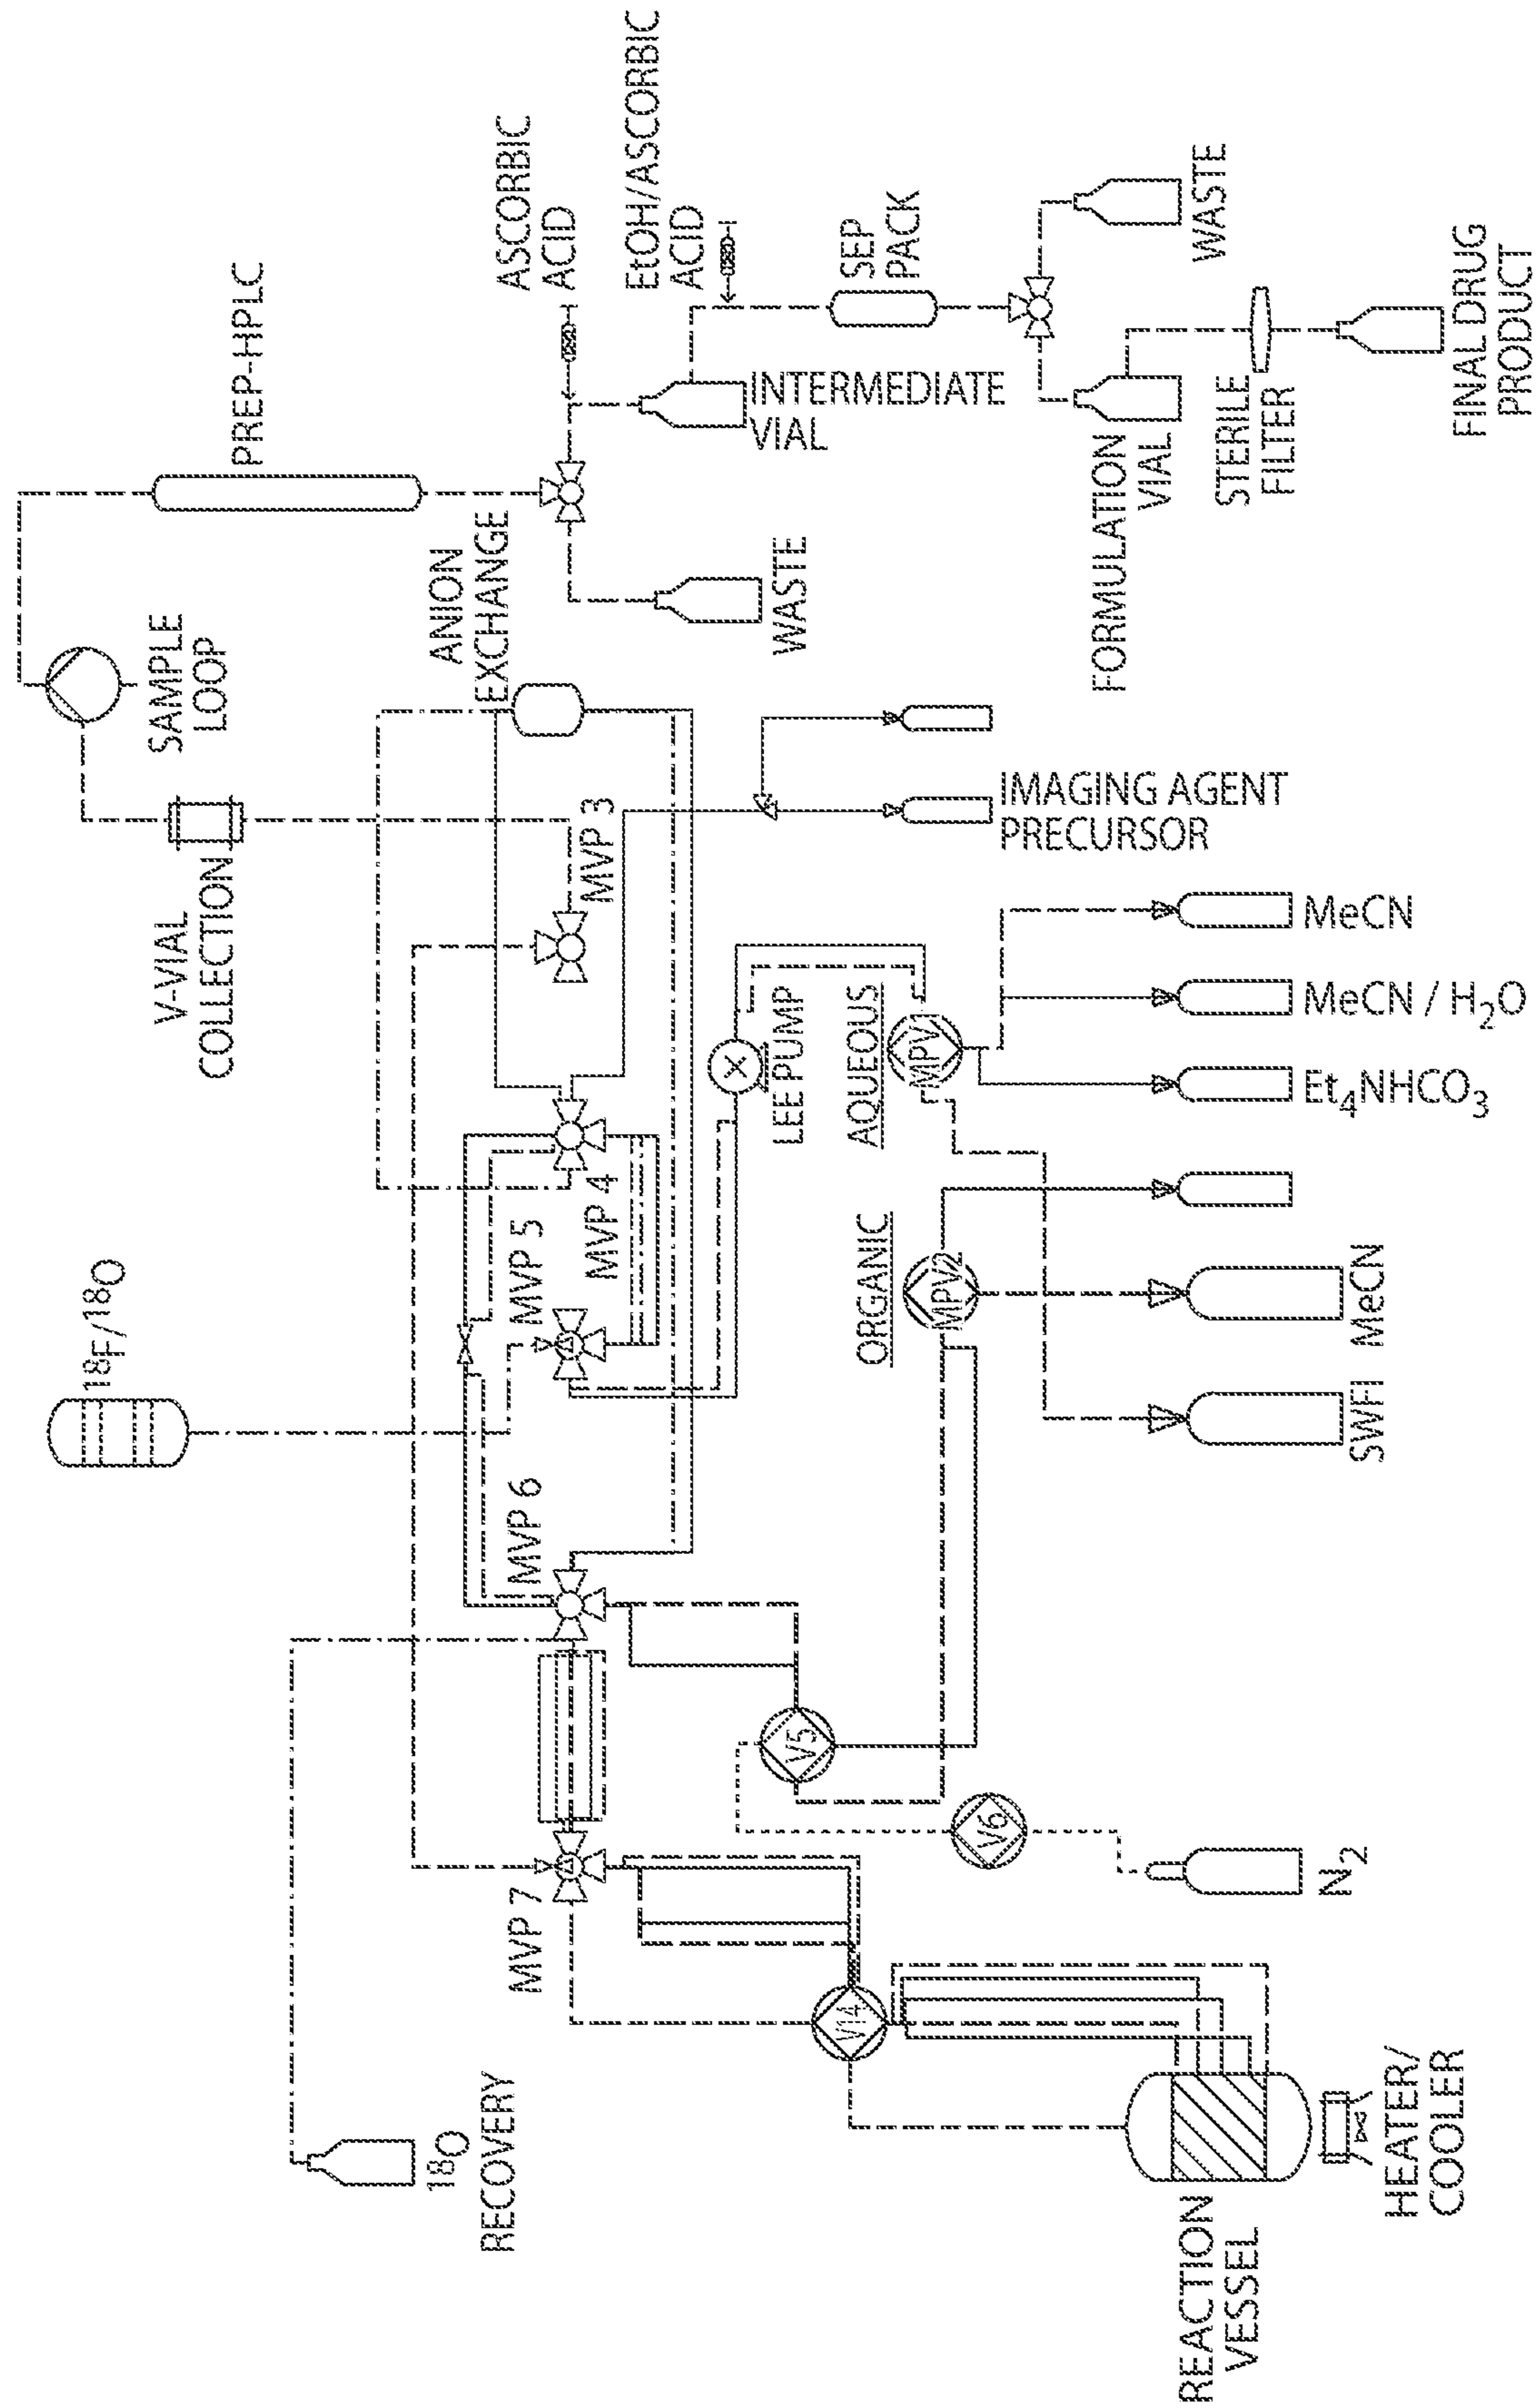 18O
RECOVERY
18F/18O
V-VIAL
COLLECTION
SAMPLE
LOOP
PREP-HPLC
MVP 7
MVP 6
MVP 5
MVP 4
MVP 3
ANION
EXCHANGE
ASCORBIC
ACID
EtOH/ASCORBIC
ACID
WASTE
INTERMEDIATE
VIAL
SEP
PACK
LEE PUMP
V5
V14
V6
ORGANIC
MPV2
AQUEOUS
MPV1
IMAGING AGENT
PRECURSOR
FORMULATION
VIAL
WASTE
STERILE
FILTER
REACTION
VESSEL
HEATER/
COOLER
N2
SWFI
MeCN
Et4NHCO3
MeCN / H2O
MeCN
FINAL DRUG
PRODUCT